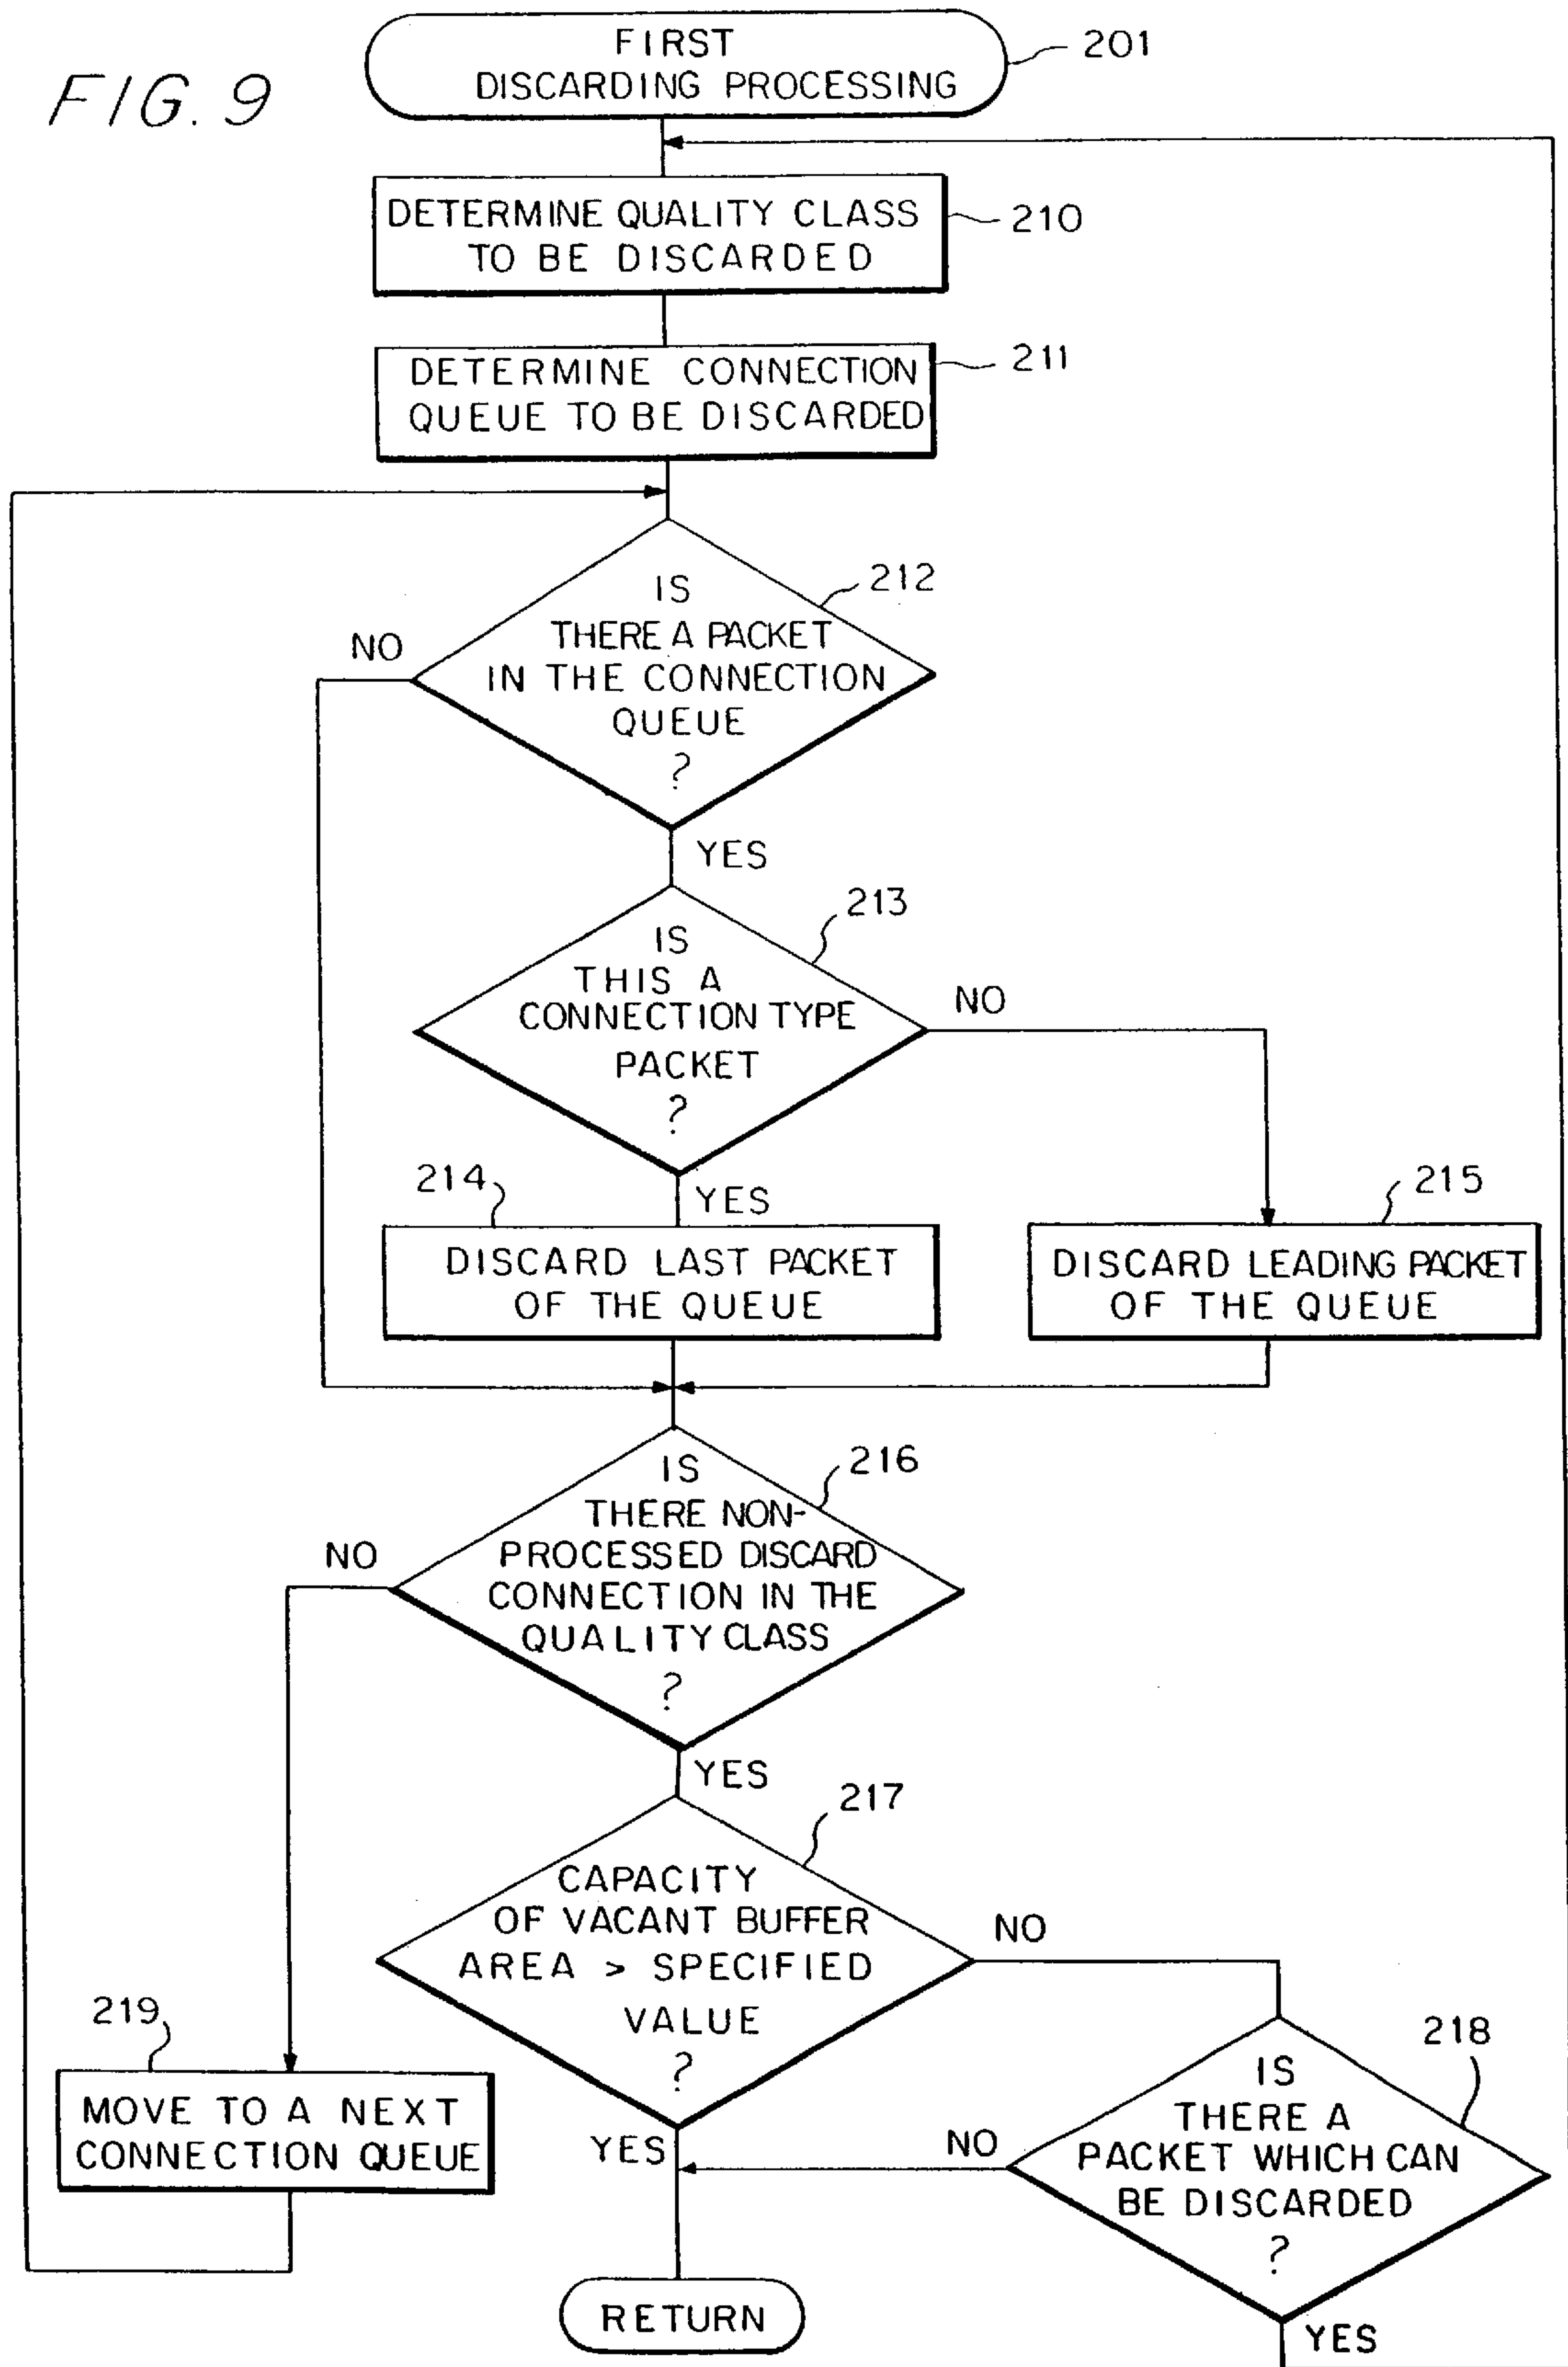 FIG. 9
FIRST
DISCARDING PROCESSING
201
DETERMINE QUALITY CLASS
TO BE DISCARDED
210
DETERMINE CONNECTION
QUEUE TO BE DISCARDED
211
IS
THERE A PACKET
IN THE CONNECTION
QUEUE
?
212
NO
YES
IS
THIS A
CONNECTION TYPE
PACKET
?
213
NO
YES
214
DISCARD LAST PACKET
OF THE QUEUE
215
DISCARD LEADING PACKET
OF THE QUEUE
IS
THERE NON-
PROCESSED DISCARD
CONNECTION IN THE
QUALITY CLASS
?
216
NO
YES
CAPACITY
OF VACANT BUFFER
AREA > SPECIFIED
VALUE
?
217
NO
YES
219
MOVE TO A NEXT
CONNECTION QUEUE
IS
THERE A
PACKET WHICH CAN
BE DISCARDED
?
218
NO
YES
RETURN